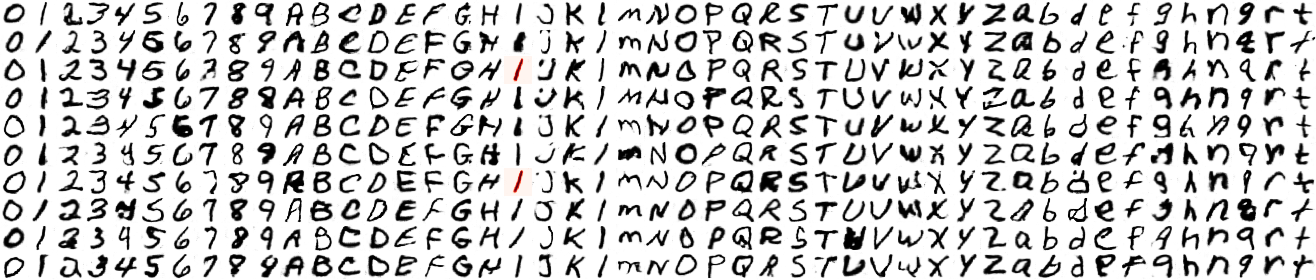 0 1 2 3 4 5 6 7 8 9 A B C D E F G H I J K l m N O P Q R S T U V W X Y Z a b d e f g h n q r t
0 1 2 3 4 5 6 7 8 9 A B C D E F G H I J K l m N O P Q R S T U V W X Y Z a b d e f g h n q r t
0 1 2 3 4 5 6 7 8 9 A B C D E F G H I J K l m N O P Q R S T U V W X Y Z a b d e f g h n q r t
0 1 2 3 4 5 6 7 8 8 A B C D E F G H I J K l m N O P Q R S T U V W X Y Z a b d e f g h n q r t
0 1 2 3 4 5 6 7 8 9 A B C D E F G H I J K l m N O P Q R S T U V W X Y Z a b d e f g h n q r t
0 1 2 3 4 5 6 7 8 9 A B C D E F G H I J K l m N O P Q R S T U V W X Y Z a b d e f g h n q r t
0 1 2 3 4 5 6 7 8 9 A B C D E F G H I J K l m N O P Q R S T U V W X Y Z a b d e f g h n q r t
0 1 2 3 4 5 6 7 8 9 A B C D E F G H I J K l m N O P Q R S T U V W X Y Z a b d e f g h n q r t
0 1 2 3 4 5 6 7 8 9 A B C D E F G H I J K l m N O P Q R S T U V W X Y Z a b d e f g h n q r t
0 1 2 3 4 5 6 7 8 9 A B C D E F G H I J K l m N O P Q R S T U V W X Y Z a b d e f g h n q r t